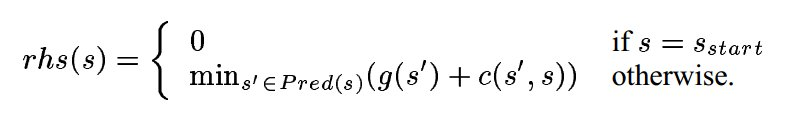 rhs(s) = { 0 if s = s_start
min_{s'∈Pred(s)}(g(s') + c(s', s)) otherwise.